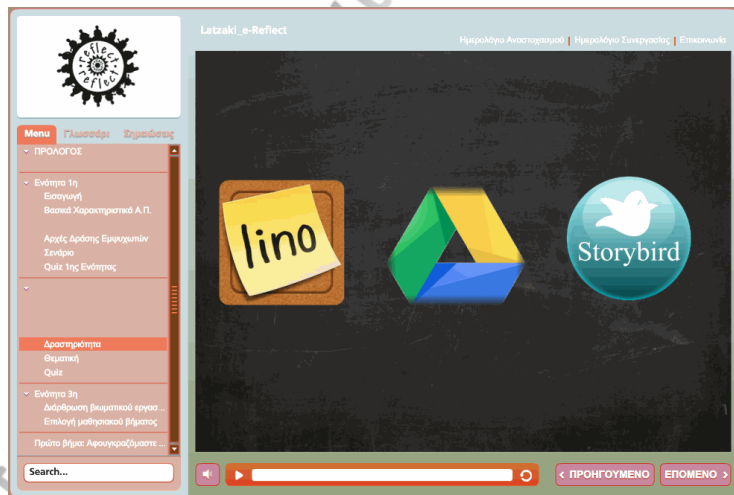 Latzaki_e-Reflect
Ημερολόγιο Αναστοχασμού | Ημερολόγιο Συνεργασίας | Επικοινωνία
reflect
reflect
Menu Γλωσσάρι Σημειώσεις
ΠΡΟΛΟΓΟΣ
Ενότητα 1η
Εισαγωγή
Βασικά Χαρακτηριστικά Α.Π.
Αρχές Δράσης Εμψυχωτών
Σενάριο
Quiz 1ης Ενότητας
Δραστηριότητα
Θεματική
Quiz
Ενότητα 3η
Διάρθρωση βιωματικού εργασ...
Επιλογή μαθησιακού βήματος
Πρώτο βήμα: Αφουγκραζόμαστε ...
Search...
lino
Storybird
< ΠΡΟΗΓΟΥΜΕΝΟ
ΕΠΟΜΕΝΟ >